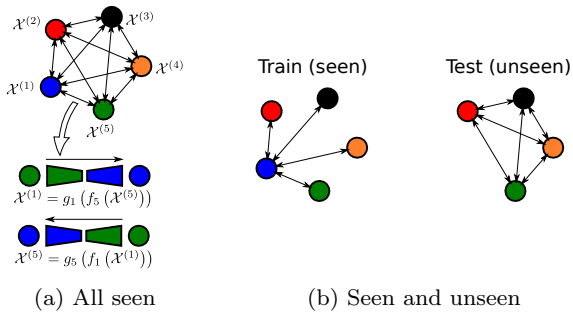 𝒳⁽²⁾
𝒳⁽³⁾
𝒳⁽⁴⁾
𝒳⁽¹⁾
𝒳⁽⁵⁾
𝒳⁽¹⁾ = g₁ (f₅ (𝒳⁽⁵⁾))
𝒳⁽⁵⁾ = g₅ (f₁ (𝒳⁽¹⁾))
(a) All seen
Train (seen)
Test (unseen)
(b) Seen and unseen